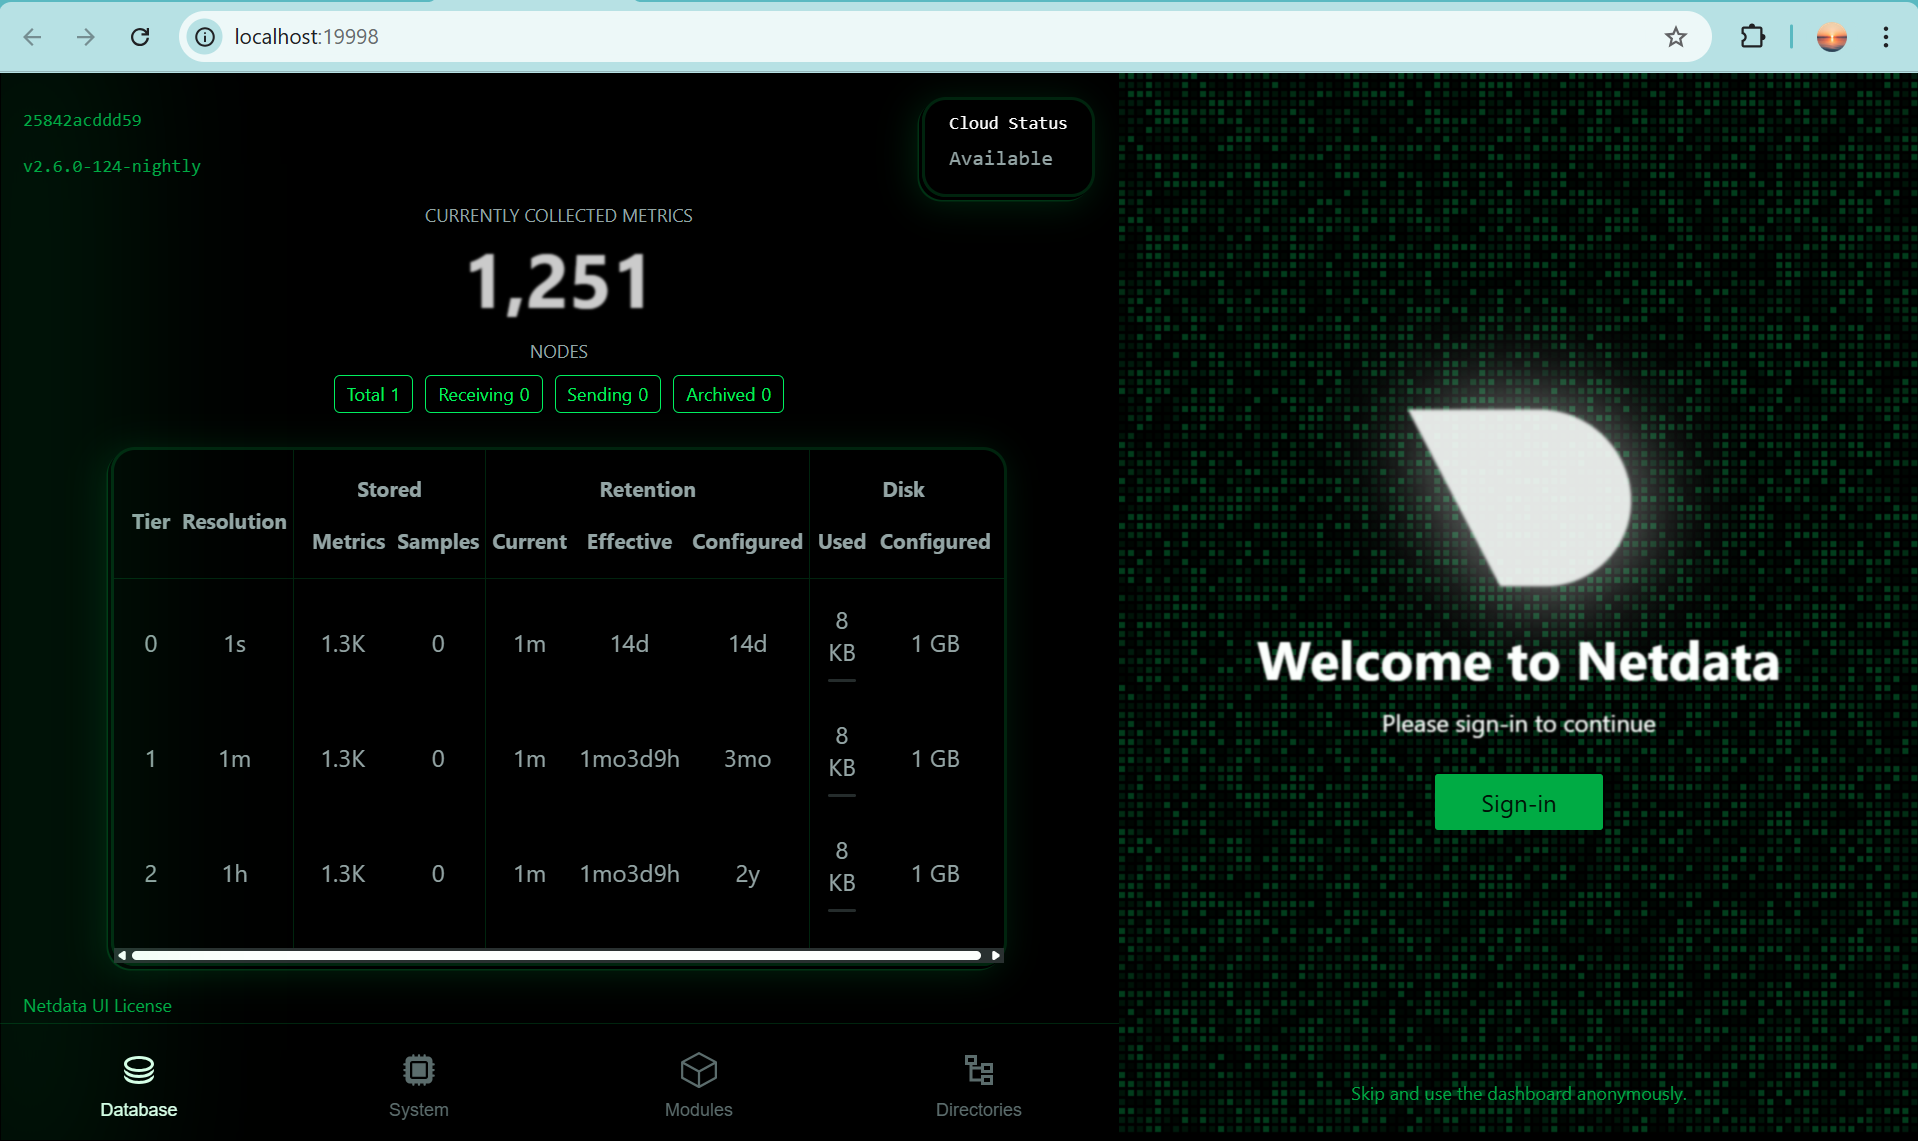 localhost:19998
25842acddd59
v2.6.0-124-nightly
Cloud Status
Available
CURRENTLY COLLECTED METRICS
1,251
NODES
Total 1 Receiving 0 Sending 0 Archived 0
Stored Retention Disk
Tier Resolution
Metrics Samples Current Effective Configured Used Configured
0 1s 1.3K 0 1m 14d 14d 8 KB 1 GB
1 1m 1.3K 0 1m 1mo3d9h 3mo 8 KB 1 GB
2 1h 1.3K 0 1m 1mo3d9h 2y 8 KB 1 GB
Netdata UI License
Database System Modules Directories
Welcome to Netdata
Please sign-in to continue
Sign-in
Skip and use the dashboard anonymously.